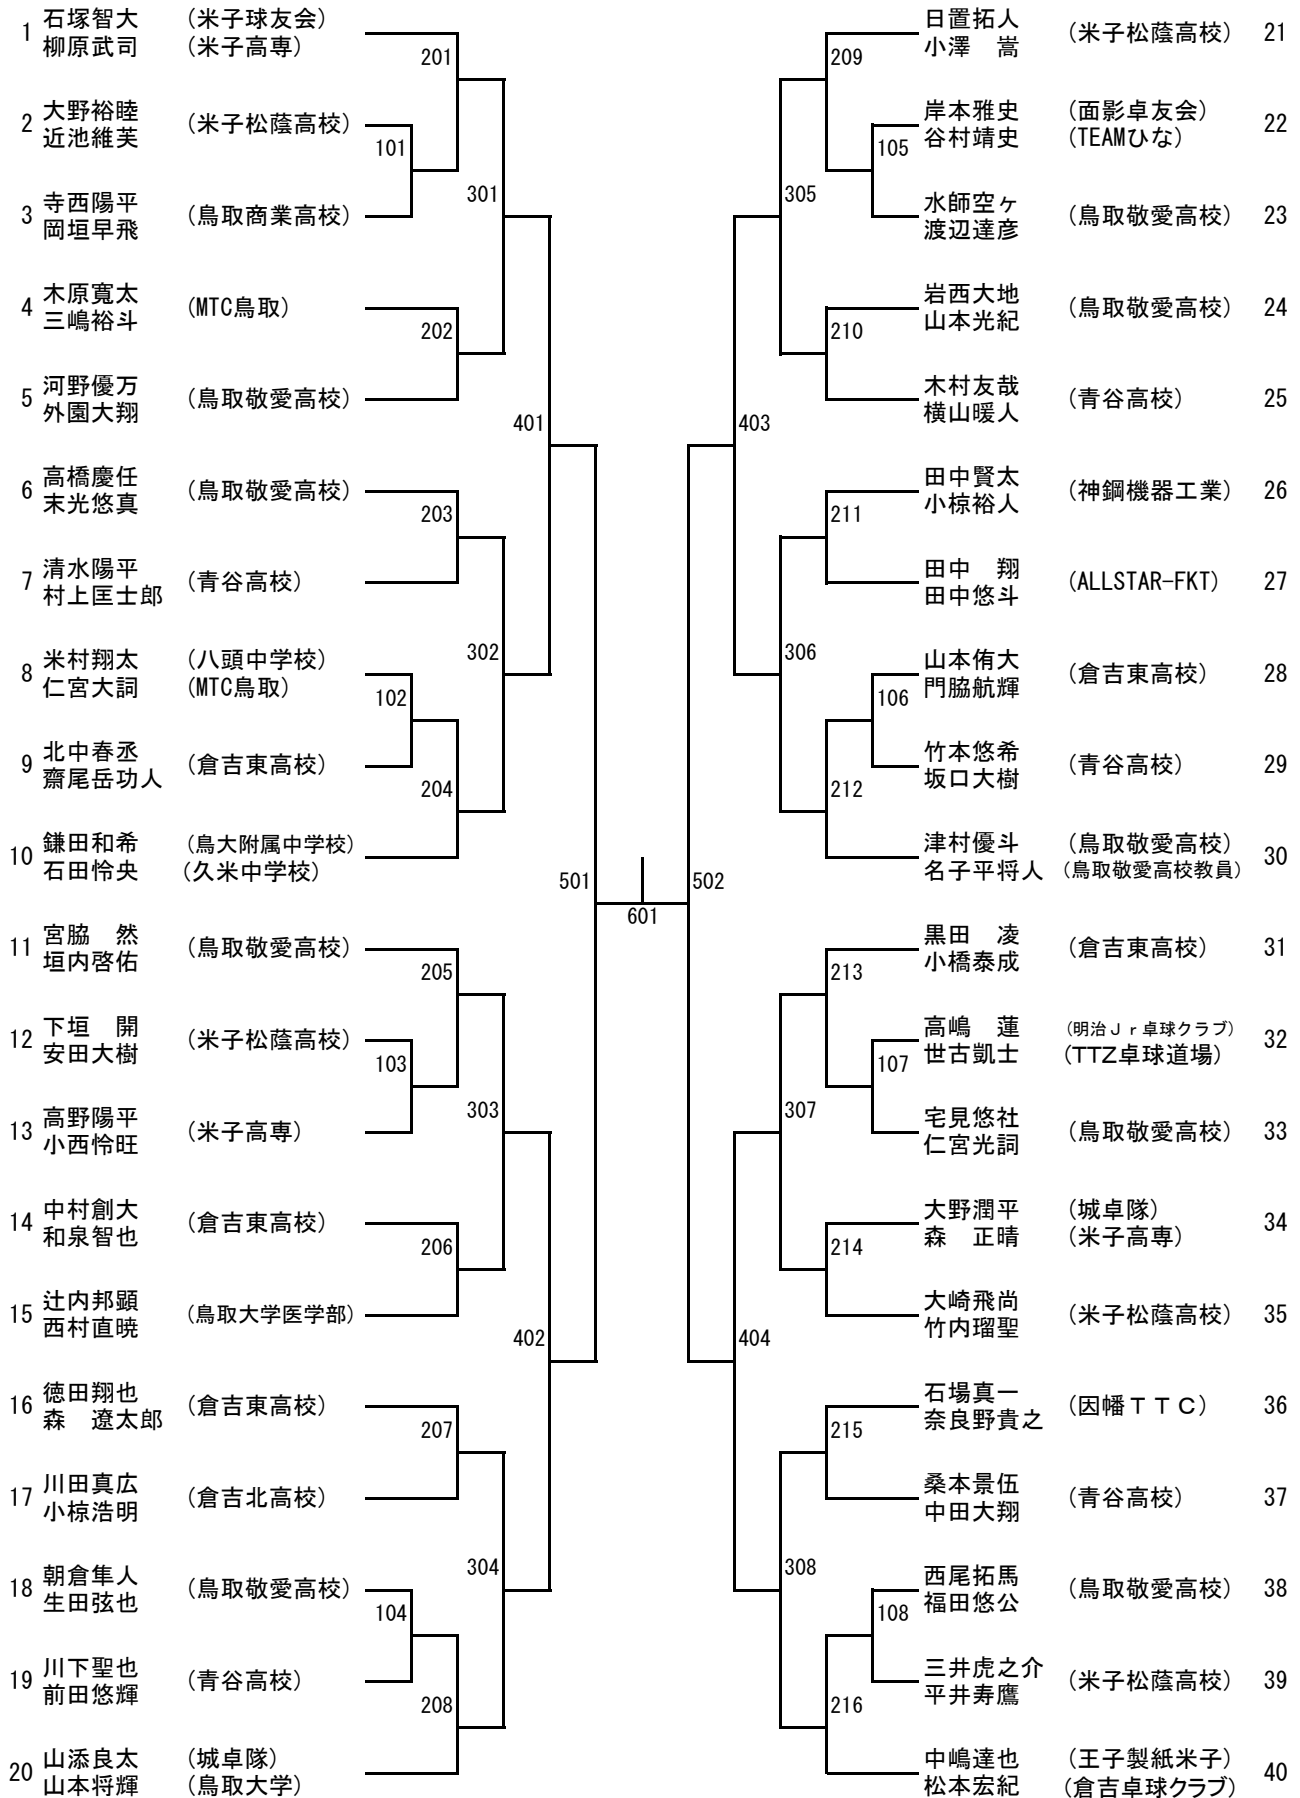 1 石塚智大 (米子球友会)
柳原武司 (米子高専)
201
2 大野裕睦 (米子松蔭高校)
近池維芙
101
3 寺西陽平 (鳥取商業高校)
岡垣早飛
301
4 木原寛太 (MTC鳥取)
三嶋裕斗
202
5 河野優万 (鳥取敬愛高校)
外園大翔
401
6 高橋慶任 (鳥取敬愛高校)
末光悠真
203
7 清水陽平 (青谷高校)
村上匡士郎
302
8 米村翔太 (八頭中学校)
仁宮大詞 (MTC鳥取)
102
9 北中春丞 (倉吉東高校)
齋尾岳功人
204
10 鎌田和希 (鳥大附属中学校)
石田怜央 (久米中学校)
501
11 宮脇　然 (鳥取敬愛高校)
垣内啓佑
205
12 下垣　開 (米子松蔭高校)
安田大樹
103
13 高野陽平 (米子高専)
小西怜旺
303
14 中村創大 (倉吉東高校)
和泉智也
206
15 辻内邦顕 (鳥取大学医学部)
西村直暁
402
16 徳田翔也 (倉吉東高校)
森　遼太郎
207
17 川田真広 (倉吉北高校)
小椋浩明
304
18 朝倉隼人 (鳥取敬愛高校)
生田弦也
104
19 川下聖也 (青谷高校)
前田悠輝
208
20 山添良太 (城卓隊)
山本将輝 (鳥取大学)
601
日置拓人 (米子松蔭高校) 21
小澤　嵩
209
岸本雅史 (面影卓友会) 22
谷村靖史 (TEAMひな)
105
水師空ヶ (鳥取敬愛高校) 23
渡辺達彦
305
岩西大地 (鳥取敬愛高校) 24
山本光紀
210
木村友哉 (青谷高校) 25
横山暖人
403
田中賢太 (神鋼機器工業) 26
小椋裕人
211
田中　翔 (ALLSTAR-FKT) 27
田中悠斗
306
山本侑大 (倉吉東高校) 28
門脇航輝
106
竹本悠希 (青谷高校) 29
坂口大樹
212
津村優斗 (鳥取敬愛高校) 30
名子平将人 (鳥取敬愛高校教員)
502
黒田　凌 (倉吉東高校) 31
小橋泰成
213
高嶋　蓮 (明治Ｊｒ卓球クラブ) 32
世古凱士 (TTZ卓球道場)
107
宅見悠社 (鳥取敬愛高校) 33
仁宮光詞
307
大野潤平 (城卓隊) 34
森　正晴 (米子高専)
214
大崎飛尚 (米子松蔭高校) 35
竹内瑠聖
404
石場真一 (因幡ＴＴＣ) 36
奈良野貴之
215
桑本景伍 (青谷高校) 37
中田大翔
308
西尾拓馬 (鳥取敬愛高校) 38
福田悠公
108
三井虎之介 (米子松蔭高校) 39
平井寿鷹
216
中嶋達也 (王子製紙米子) 40
松本宏紀 (倉吉卓球クラブ)